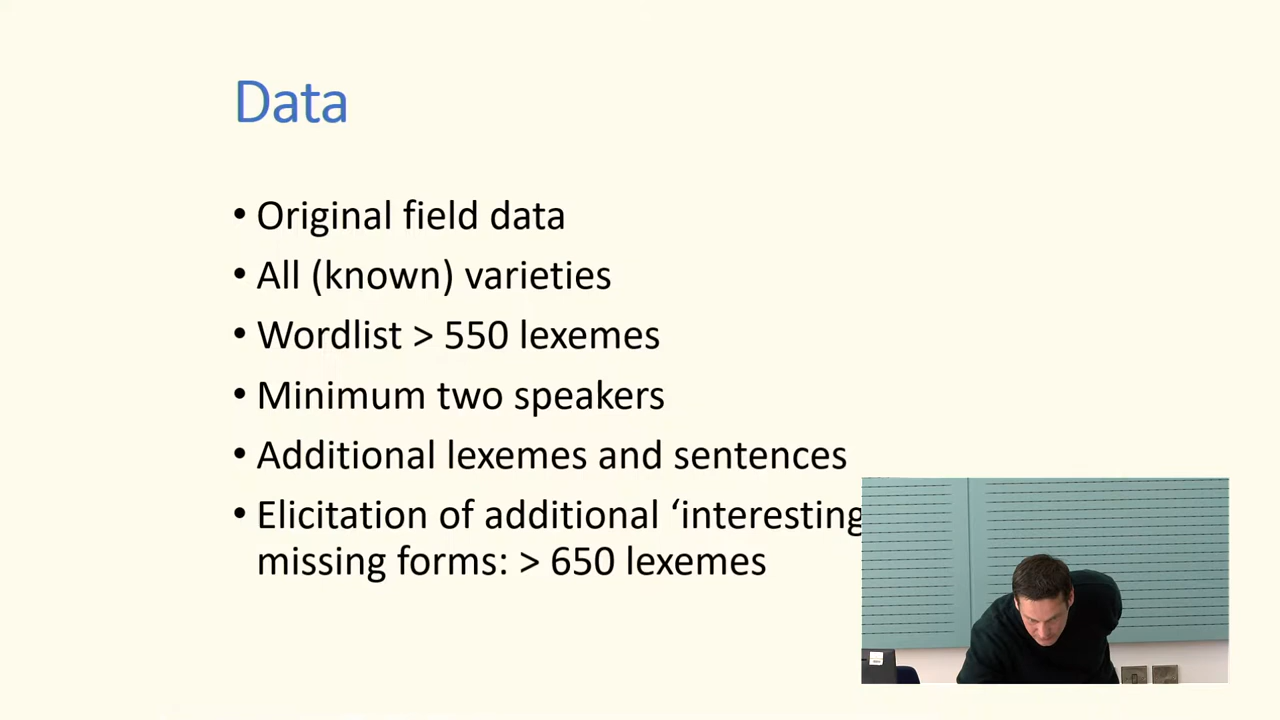 Data
• Original field data
• All (known) varieties
• Wordlist > 550 lexemes
• Minimum two speakers
• Additional lexemes and sentences
• Elicitation of additional ‘interesting
missing forms: > 650 lexemes